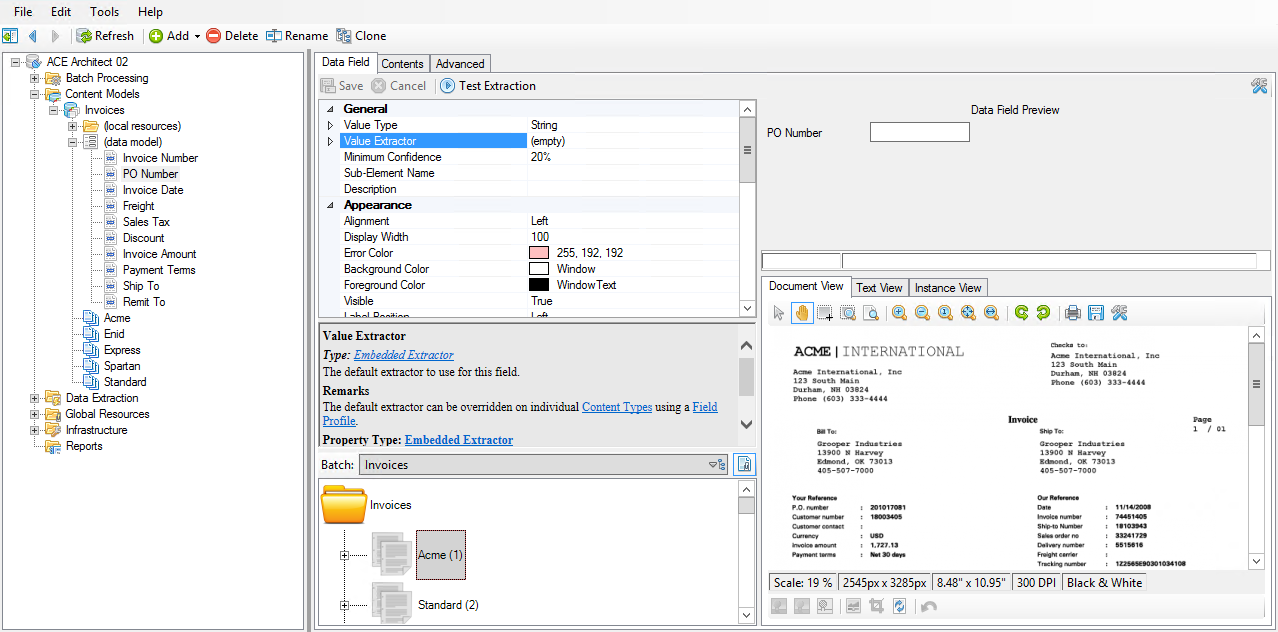 File Edit Tools Help
Refresh Add Delete Rename Clone
ACE Architect 02
Batch Processing
Content Models
Invoices
(local resources)
(data model)
Invoice Number
PO Number
Invoice Date
Freight
Sales Tax
Discount
Invoice Amount
Payment Terms
Ship To
Remit To
Acme
Enid
Express
Spartan
Standard
Data Extraction
Global Resources
Infrastructure
Reports
Data Field Contents Advanced
Save Cancel Test Extraction
General
Value Type String
Value Extractor (empty)
Minimum Confidence 20%
Sub-Element Name
Description
Appearance
Alignment Left
Display Width 100
Error Color 255, 192, 192
Background Color Window
Foreground Color WindowText
Visible True
Label Position Left
Value Extractor
Type: Embedded Extractor
The default extractor to use for this field.
Remarks
The default extractor can be overridden on individual Content Types using a Field
Profile.
Property Type: Embedded Extractor
Batch: Invoices
Invoices
Acme (1)
Standard (2)
Data Field Preview
PO Number
Document View Text View Instance View
ACME | INTERNATIONAL
Acme International, Inc
123 South Main
Durham, NH 03824
Phone (603) 333-4444
Checks to:
Acme International, Inc
123 South Main
Durham, NH 03824
Phone (603) 333-4444
Invoice
Page
1 / 01
Bill To:
Grooper Industries
13900 N Harvey
Edmond, OK 73013
405-507-7000
Ship To:
Grooper Industries
13900 N Harvey
Edmond, OK 73013
405-507-7000
Your Reference
P.O. number : 201017081
Customer number : 18003405
Customer contact :
Currency : USD
Invoice amount : 1,727.13
Payment terms : Net 30 days
Our Reference
Date : 11/14/2008
Invoice number : 74451405
Ship-to Number : 18103943
Sales order no : 33241729
Delivery number : 5515616
Freight carrier :
Tracking number : 1Z2565E90301034108
Scale: 19 % 2545px x 3285px 8.48" x 10.95" 300 DPI Black & White